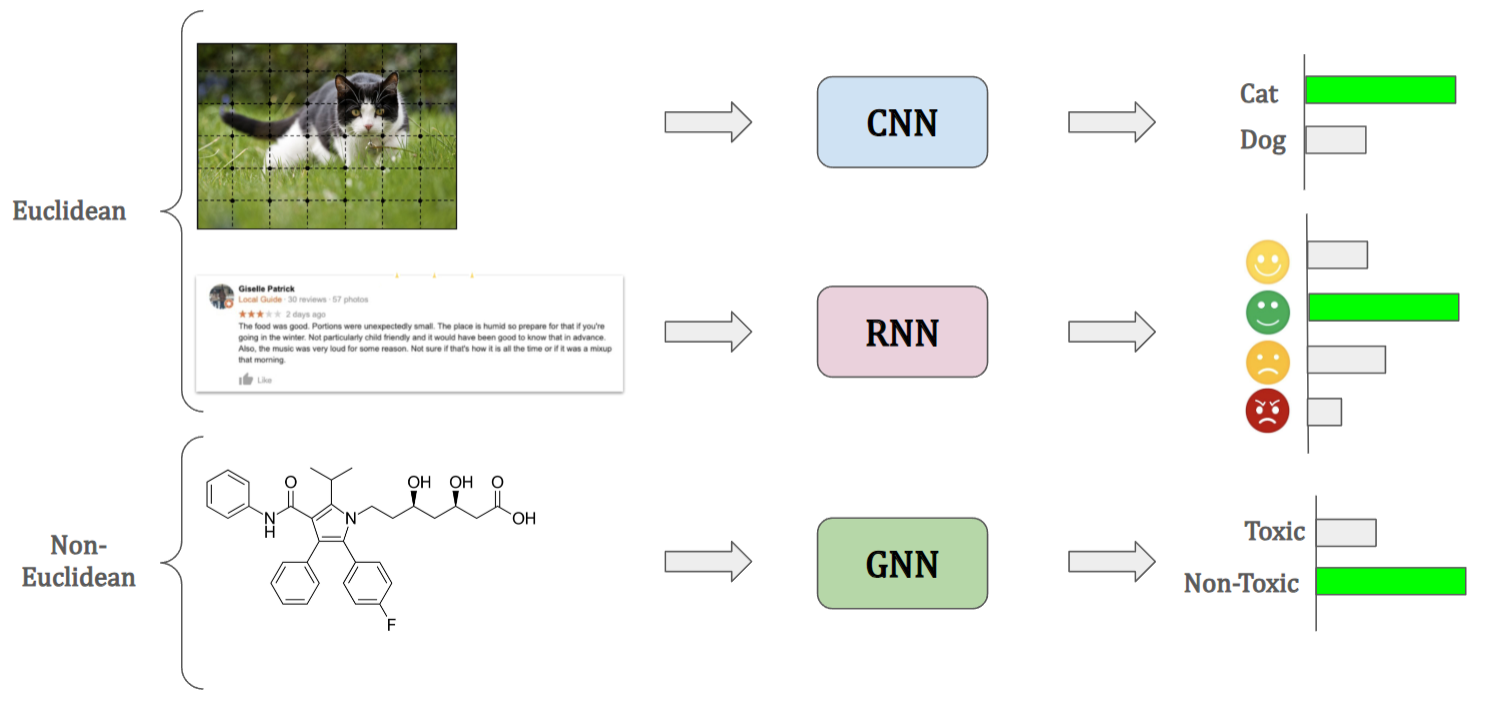 Euclidean
CNN
Cat
Dog
Giselle Patrick
Local Guide · 30 reviews · 57 photos
2 days ago
The food was good. Portions were unexpectedly small. The place is humid so prepare for that if you're
going in the winter. Not particularly child friendly and it would have been good to know that in advance.
Also, the music was very loud for some reason. Not sure if that's how it is all the time or if it was a mixup
that morning.
Like
RNN
Non-
Euclidean
O
N
H
N
OH
OH
O
OH
F
GNN
Toxic
Non-Toxic